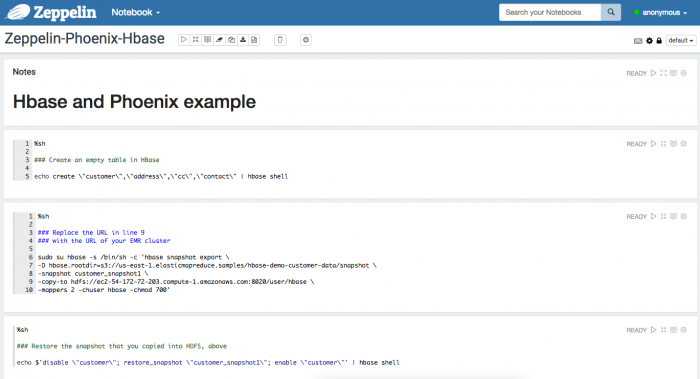 Zeppelin Notebook Search your Notebooks anonymous
Zeppelin-Phoenix-Hbase default
Notes READY
Hbase and Phoenix example
READY
1 %sh
2
3 ### Create an empty table in HBase
4
5 echo create \"customer\",\"address\",\"cc\",\"contact\" | hbase shell
READY
1 %sh
2
3 ### Replace the URL in line 9
4 ### with the URL of your EMR cluster
5
6 sudo su hbase -s /bin/sh -c 'hbase snapshot export \
7 -D hbase.rootdir=s3://us-east-1.elasticmapreduce.samples/hbase-demo-customer-data/snapshot \
8 -snapshot customer_snapshot1 \
9 -copy-to hdfs://ec2-54-172-72-203.compute-1.amazonaws.com:8020/user/hbase \
10 -mappers 2 -chuser hbase -chmod 700'
%sh READY
### Restore the snapshot that you copied into HDFS, above
echo $'disable \"customer\"; restore_snapshot \"customer_snapshot1\"; enable \"customer\"' | hbase shell